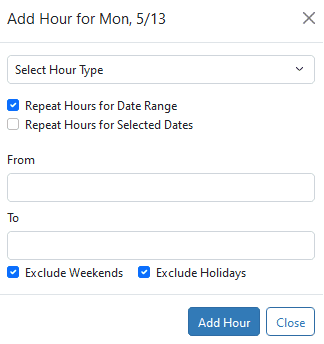 Add Hour for Mon, 5/13
Select Hour Type
Repeat Hours for Date Range
Repeat Hours for Selected Dates
From
To
Exclude Weekends Exclude Holidays
Add Hour Close